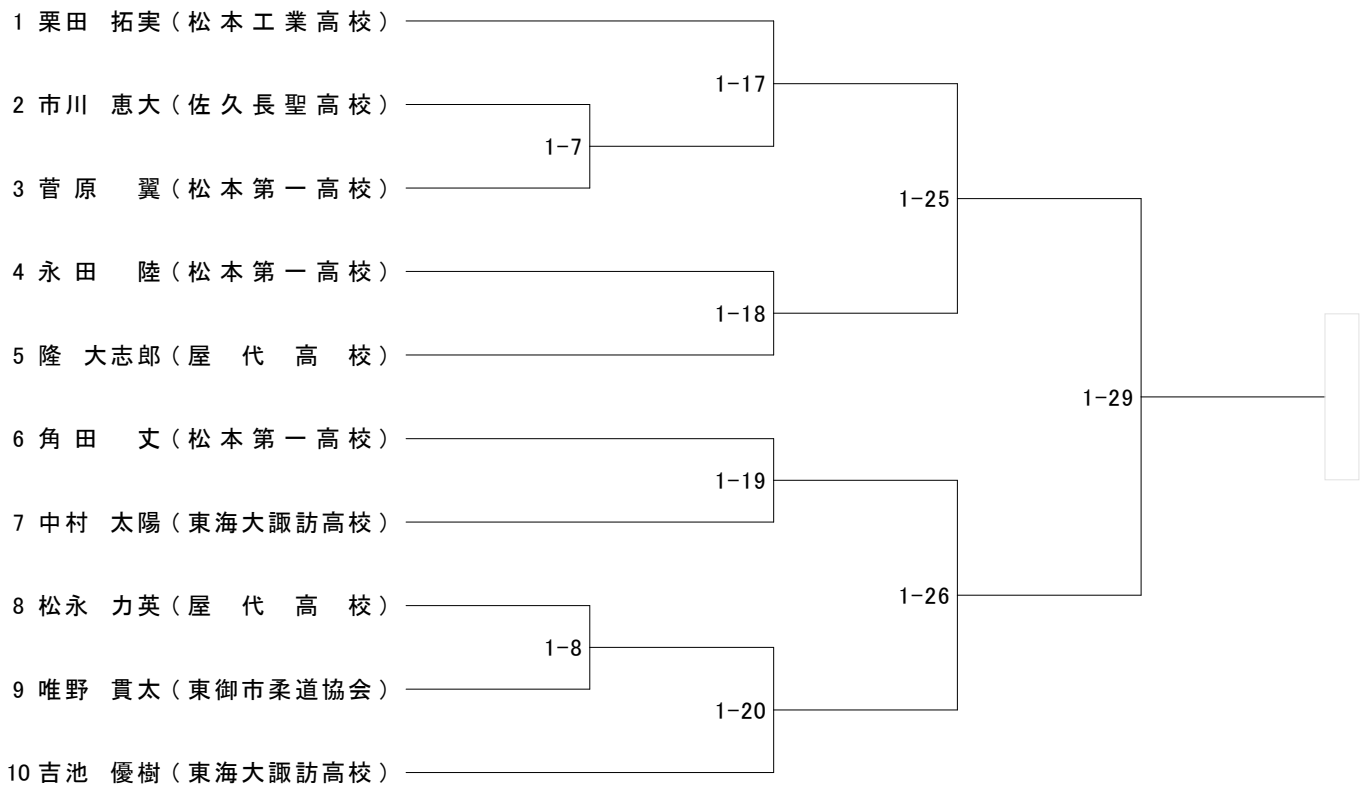 1 栗田 拓実（松本工業高校）
1-17
2 市川 恵大（佐久長聖高校）
1-7
3 菅原 翼（松本第一高校）
1-25
4 永田 陸（松本第一高校）
1-18
5 隆 大志郎（屋代高校）
1-29
6 角田 丈（松本第一高校）
1-19
7 中村 太陽（東海大諏訪高校）
8 松永 力英（屋代高校）
1-26
1-8
9 唯野 貫太（東御市柔道協会）
1-20
10 吉池 優樹（東海大諏訪高校）